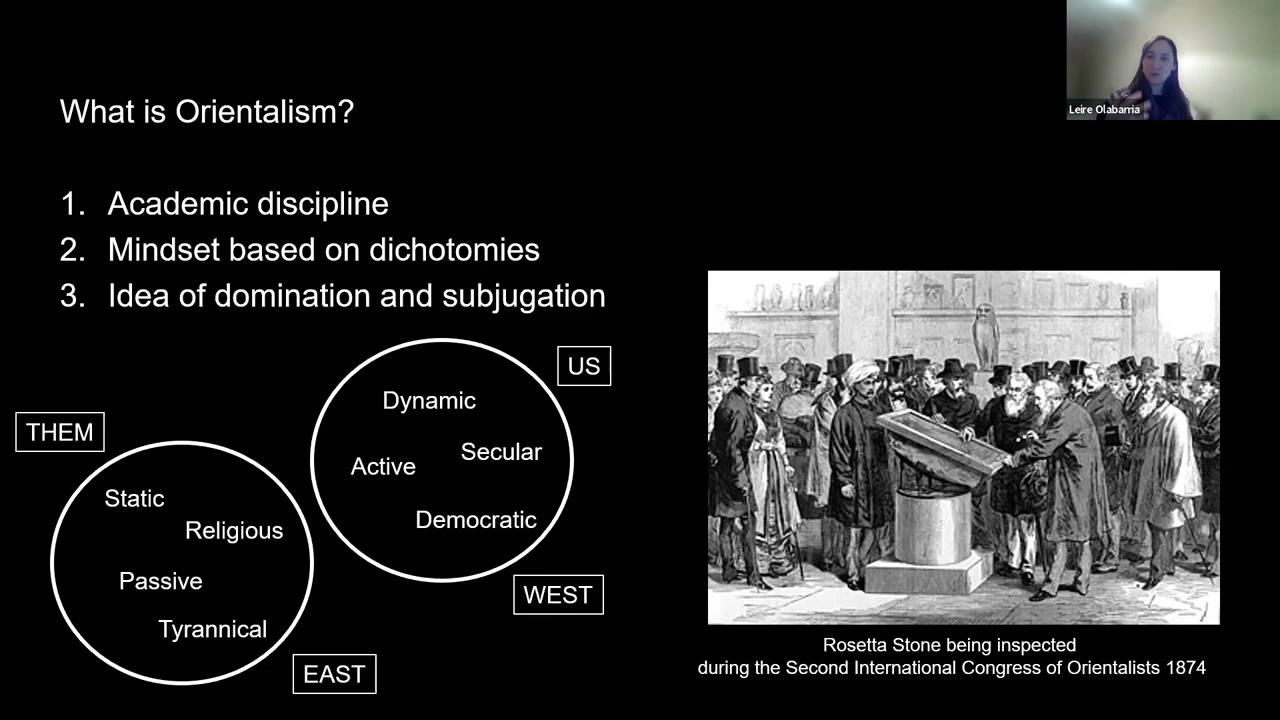 Leire Olabarria
What is Orientalism?
1. Academic discipline
2. Mindset based on dichotomies
3. Idea of domination and subjugation
THEM
Static
Religious
Passive
Tyrannical
EAST
US
Dynamic
Secular
Active
Democratic
WEST
Rosetta Stone being inspected
during the Second International Congress of Orientalists 1874